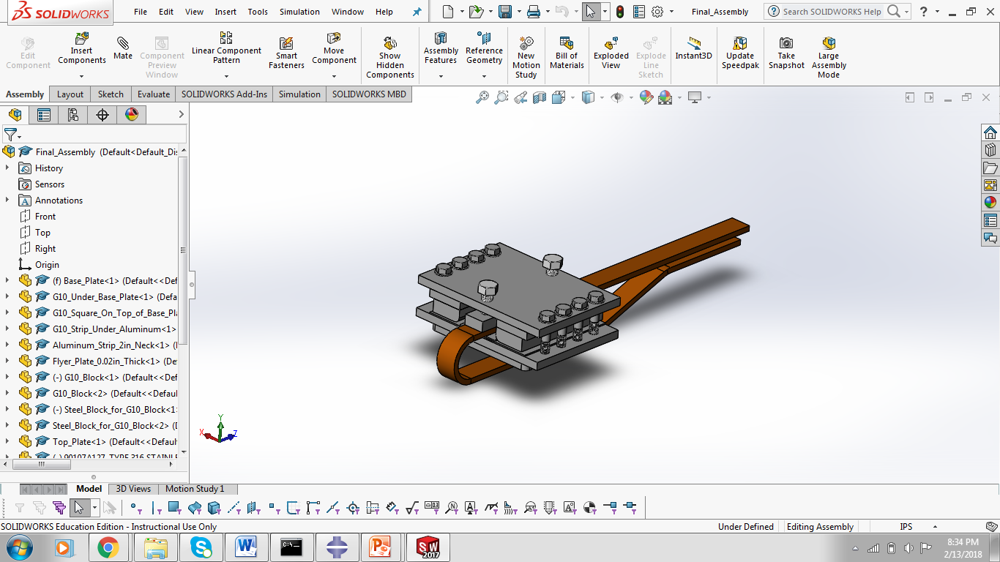 SOLIDWORKS
File Edit View Insert Tools Simulation Window Help
Final_Assembly
Search SOLIDWORKS Help
Edit Component
Insert Components
Mate
Component Preview Window
Linear Component Pattern
Smart Fasteners
Move Component
Show Hidden Components
Assembly Features
Reference Geometry
New Motion Study
Bill of Materials
Exploded View
Explode Line Sketch
Instant3D
Update Speedpak
Take Snapshot
Large Assembly Mode
Assembly Layout Sketch Evaluate SOLIDWORKS Add-Ins Simulation SOLIDWORKS MBD
Final_Assembly (Default<Default_Di
History
Sensors
A Annotations
Front
Top
Right
Origin
(f) Base_Plate<1> (Default<<Def
G10_Under_Base_Plate<1> (Defa
G10_Square_On_Top_of_Base_Pl
G10_Strip_Under_Aluminum<1>
Aluminum_Strip_2in_Neck<1> (
Flyer_Plate_0.02in_Thick<1> (De
(-) G10_Block<1> (Default<<Def
G10_Block<2> (Default<<Defaul
(-) Steel_Block_for_G10_Block<1
Steel_Block_for_G10_Block<2> (
Top_Plate<1> (Default<<Defaul
(-) 90107A127_TYPE 316 STAINLE
Y
X
Z
Model 3D Views Motion Study 1
SOLIDWORKS Education Edition - Instructional Use Only
Under Defined Editing Assembly IPS
C:\_
W
P
SW
2017
8:34 PM
2/13/2018